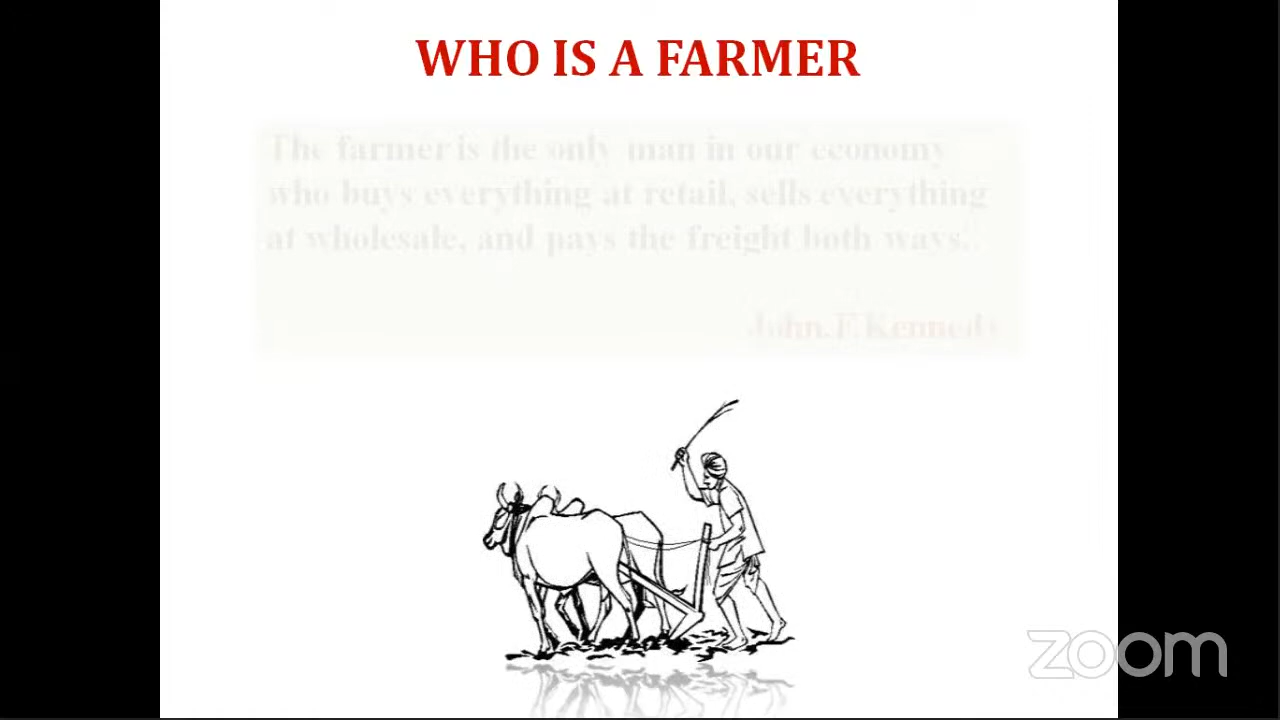 WHO IS A FARMER
The farmer is the only man in our economy
who buys everything at retail, sells everything
at wholesale, and pays the freight both ways.
John.F.Kennedy
zoom